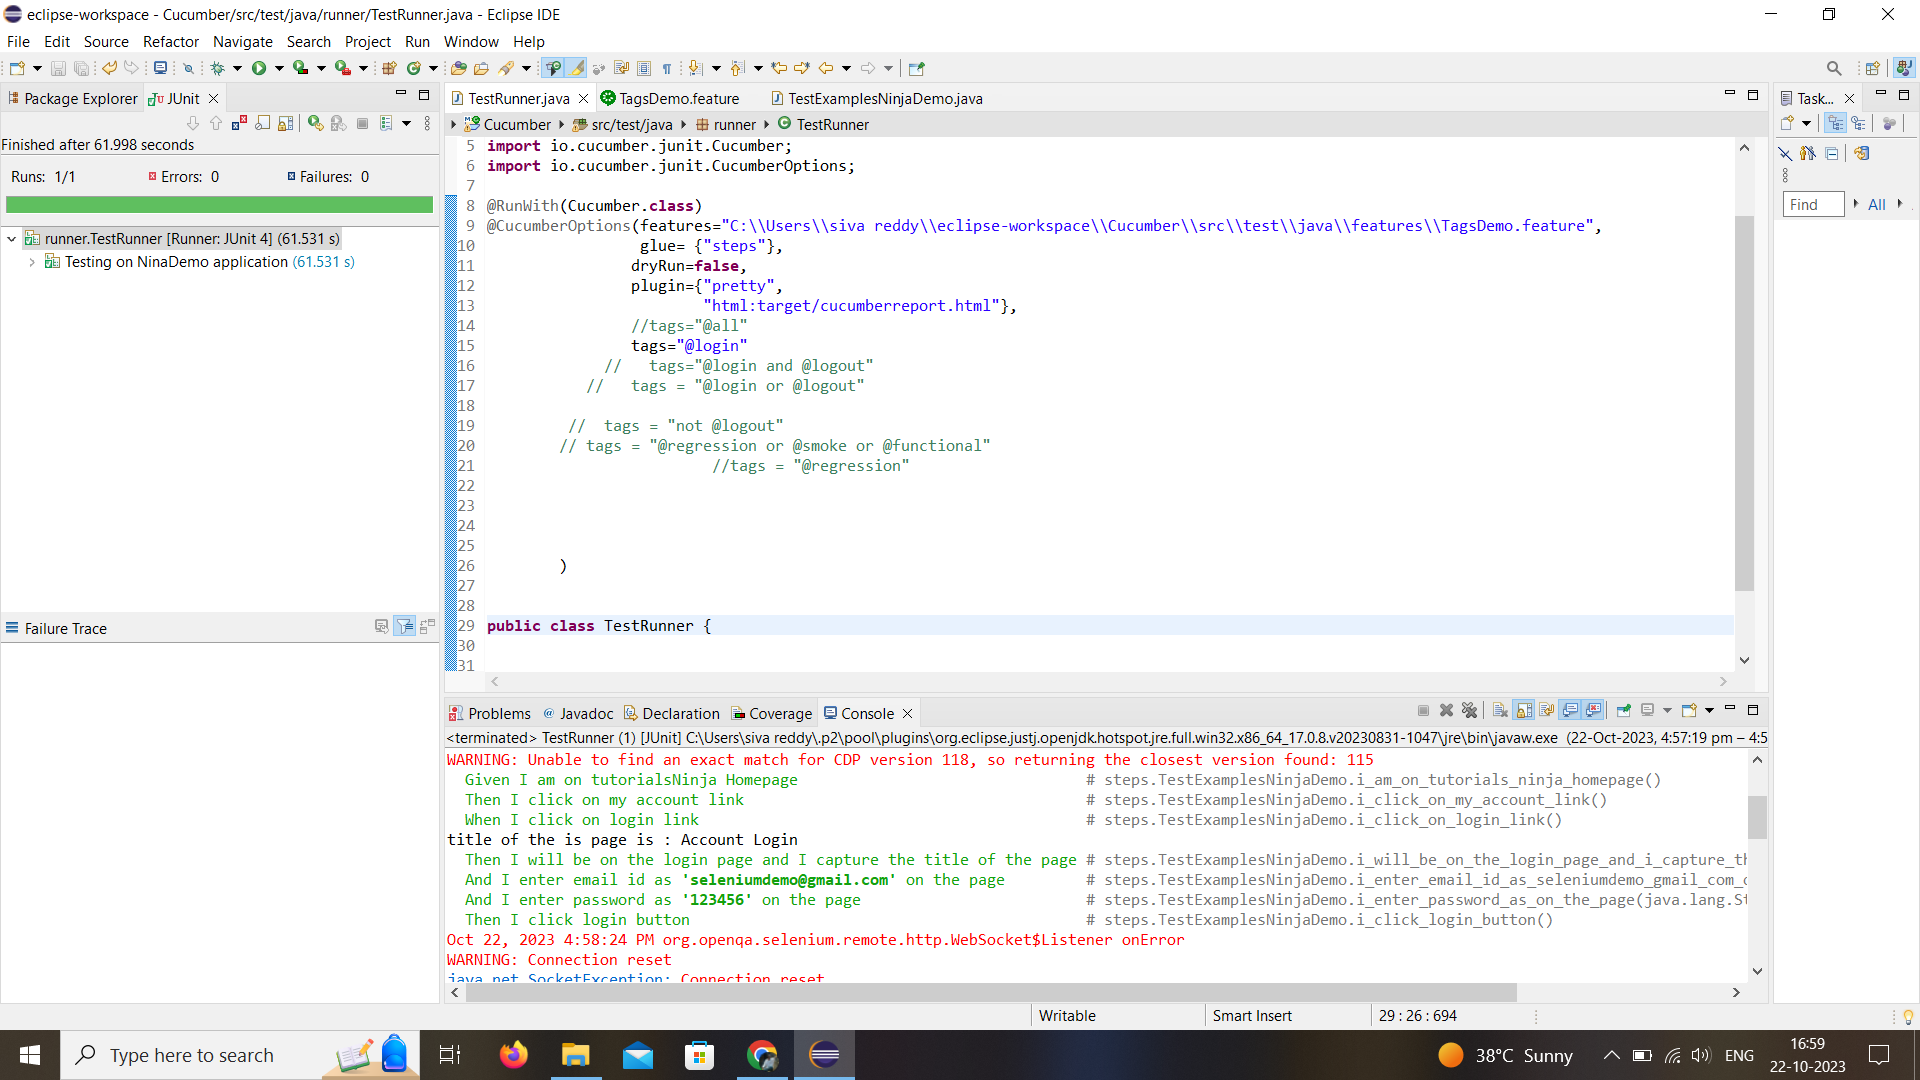 eclipse-workspace - Cucumber/src/test/java/runner/TestRunner.java - Eclipse IDE
File Edit Source Refactor Navigate Search Project Run Window Help
Package Explorer JUnit
Finished after 61.998 seconds
Runs: 1/1 Errors: 0 Failures: 0
runner.TestRunner [Runner: JUnit 4] (61.531 s)
Testing on NinaDemo application (61.531 s)
Failure Trace
TestRunner.java TagsDemo.feature TestExamplesNinjaDemo.java
Cucumber src/test/java runner TestRunner
5 import io.cucumber.junit.Cucumber;
6 import io.cucumber.junit.CucumberOptions;
7
8 @RunWith(Cucumber.class)
9 @CucumberOptions(features="C:\\Users\\siva reddy\\eclipse-workspace\\Cucumber\\src\\test\\java\\features\\TagsDemo.feature",
10 glue= {"steps"},
11 dryRun=false,
12 plugin={"pretty",
13 "html:target/cucumberreport.html"},
14 //tags="@all"
15 tags="@login"
16 // tags="@login and @logout"
17 // tags = "@login or @logout"
18
19 // tags = "not @logout"
20 // tags = "@regression or @smoke or @functional"
21 //tags = "@regression"
22
23
24
25
26 )
27
28
29 public class TestRunner {
30
31
Task...
Find All
Problems Javadoc Declaration Coverage Console
<terminated> TestRunner (1) [JUnit] C:\Users\siva reddy\.p2\pool\plugins\org.eclipse.justj.openjdk.hotspot.jre.full.win32.x86_64_17.0.8.v20230831-1047\jre\bin\javaw.exe (22-Oct-2023, 4:57:19 pm – 4:5
WARNING: Unable to find an exact match for CDP version 118, so returning the closest version found: 115
Given I am on tutorialsNinja Homepage # steps.TestExamplesNinjaDemo.i_am_on_tutorials_ninja_homepage()
Then I click on my account link # steps.TestExamplesNinjaDemo.i_click_on_my_account_link()
When I click on login link # steps.TestExamplesNinjaDemo.i_click_on_login_link()
title of the is page is : Account Login
Then I will be on the login page and I capture the title of the page # steps.TestExamplesNinjaDemo.i_will_be_on_the_login_page_and_i_capture_th
And I enter email id as 'seleniumdemo@gmail.com' on the page # steps.TestExamplesNinjaDemo.i_enter_email_id_as_seleniumdemo_gmail_com_o
And I enter password as '123456' on the page # steps.TestExamplesNinjaDemo.i_enter_password_as_on_the_page(java.lang.St
Then I click login button # steps.TestExamplesNinjaDemo.i_click_login_button()
Oct 22, 2023 4:58:24 PM org.openqa.selenium.remote.http.WebSocket$Listener onError
WARNING: Connection reset
java.net.SocketException: Connection reset
Writable Smart Insert 29 : 26 : 694
Type here to search
38°C Sunny ENG 16:59
22-10-2023